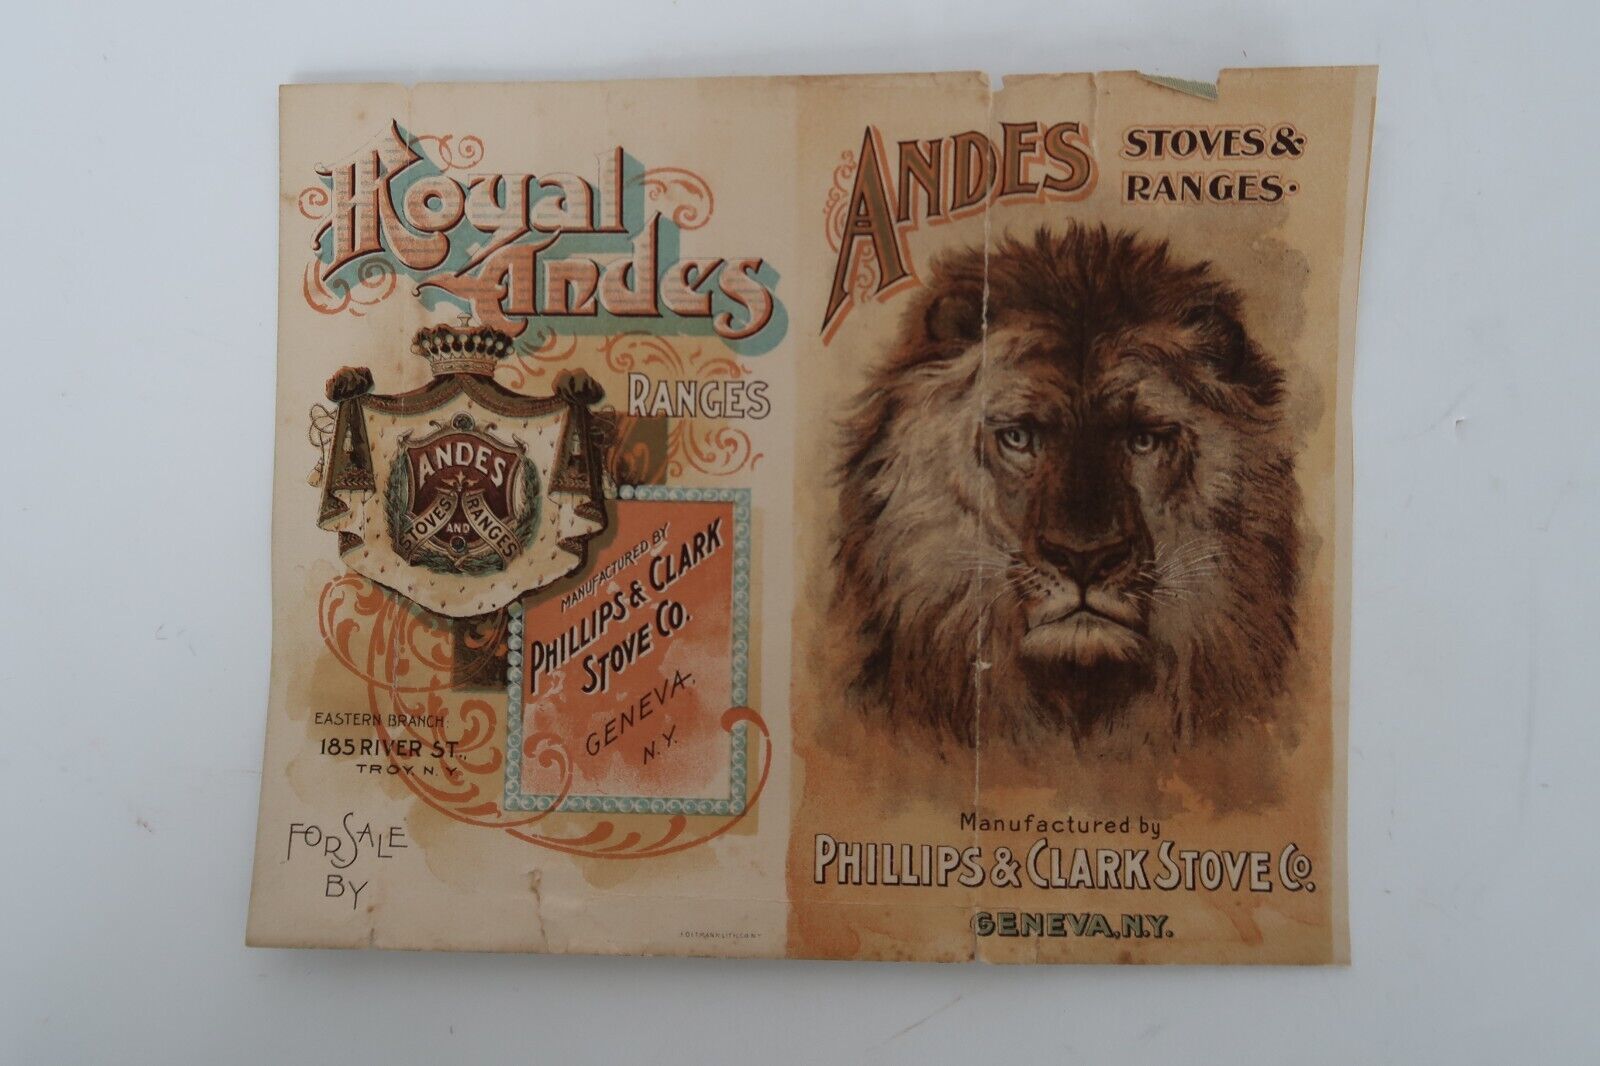 Royal
Andes
RANGES
ANDES
STOVES AND RANGES
MANUFACTURED BY
PHILLIPS & CLARK
STOVE CO.
GENEVA,
N.Y.
EASTERN BRANCH:
185 RIVER ST.,
TROY, N.Y.
FOR SALE
BY
ANDES STOVES &
RANGES.
Manufactured by
PHILLIPS & CLARK STOVE CO.
GENEVA, N.Y.